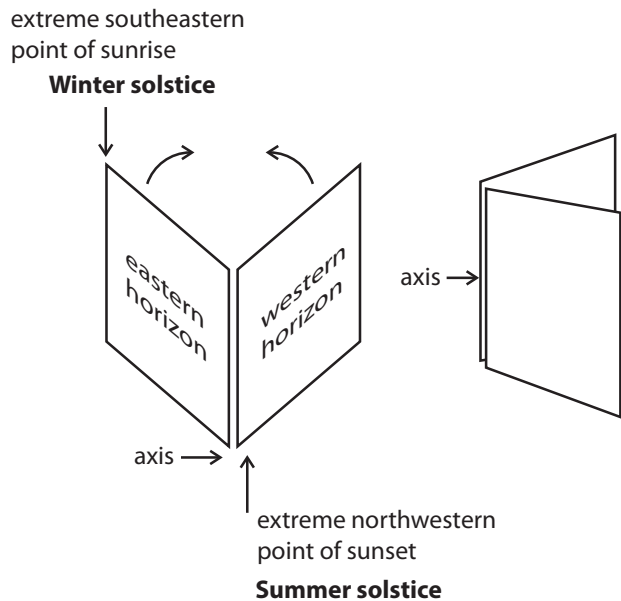 extreme southeastern
point of sunrise
Winter solstice
eastern
horizon
western
horizon
axis
axis
extreme northwestern
point of sunset
Summer solstice